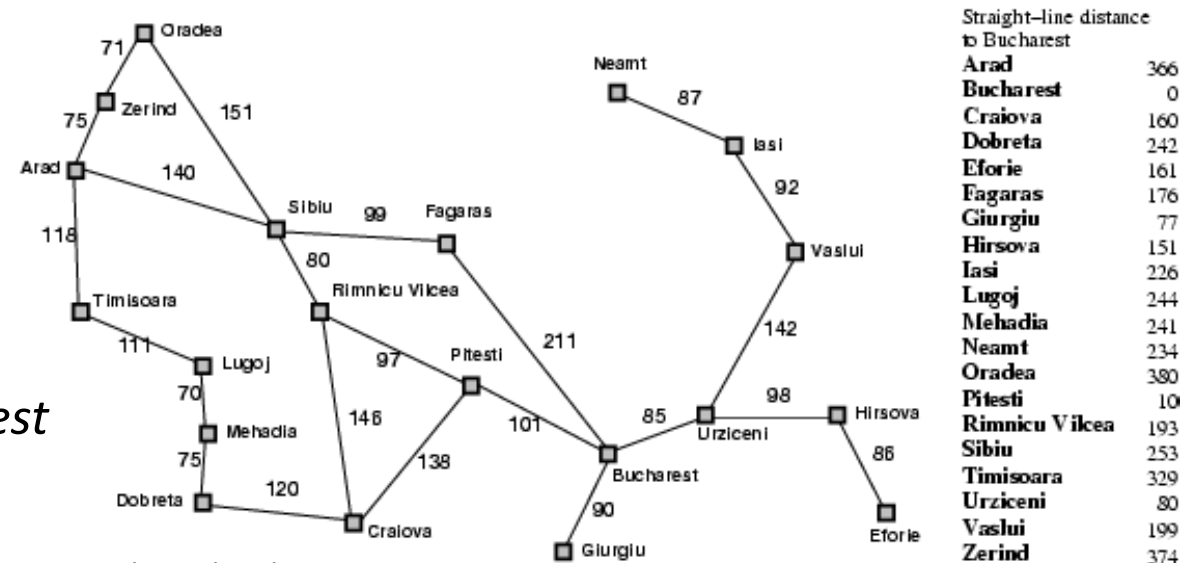 Oradea
71
Neamt
Zerind
87
151
75
Iasi
Arad
140
92
Sibiu
99
Fagaras
118
80
Vaslui
Rimnicu Vilcea
Timisoara
142
111
211
Pitesti
Lugoj
97
70
98
Hirsova
85
146
101
Urziceni
Mehadia
86
138
Bucharest
75
120
90
Dobreta
Craiova
Eforie
Giurgiu
est
Straight–line distance
to Bucharest
Arad 366
Bucharest 0
Craiova 160
Dobreta 242
Eforie 161
Fagaras 176
Giurgiu 77
Hirsova 151
Iasi 226
Lugoj 244
Mehadia 241
Neamt 234
Oradea 380
Pitesti 10
Rimnicu Vilcea 193
Sibiu 253
Timisoara 329
Urziceni 80
Vaslui 199
Zerind 374